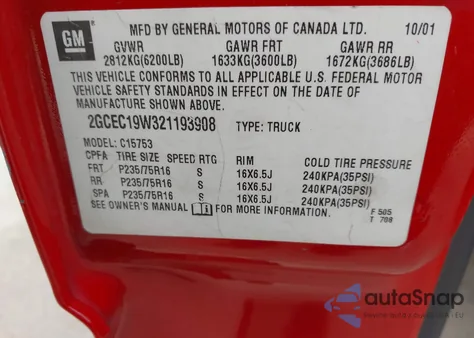 GM
MFD BY GENERAL MOTORS OF CANADA LTD. 10/01
GVWR GAWR FRT GAWR RR
2812KG(6200LB) 1633KG(3600LB) 1672KG(3686LB)
THIS VEHICLE CONFORMS TO ALL APPLICABLE U.S. FEDERAL MOTOR
VEHICLE SAFETY STANDARDS IN EFFECT ON THE DATE OF
MANUFACTURE SHOWN ABOVE.
2GCEC19W321193908 TYPE: TRUCK
MODEL: C15753
CPFA TIRE SIZE SPEED RTG RIM COLD TIRE PRESSURE
FRT P235/75R16 S 16X6.5J 240KPA(35PSI)
RR P235/75R16 S 16X6.5J 240KPA(35PSI)
SPA P235/75R16 S 16X6.5J 240KPA(35PSI)
SEE OWNER'S MANUAL FOR MORE INFORMATION.
F 505
T 708
autoSnap